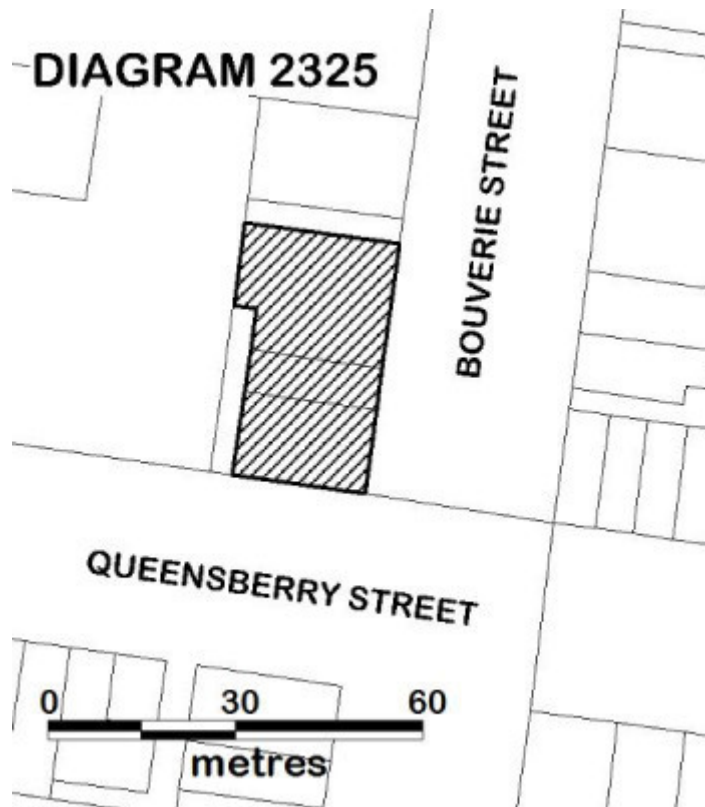 DIAGRAM 2325
BOUVERIE STREET
QUEENSBERRY STREET
0 30 60
metres